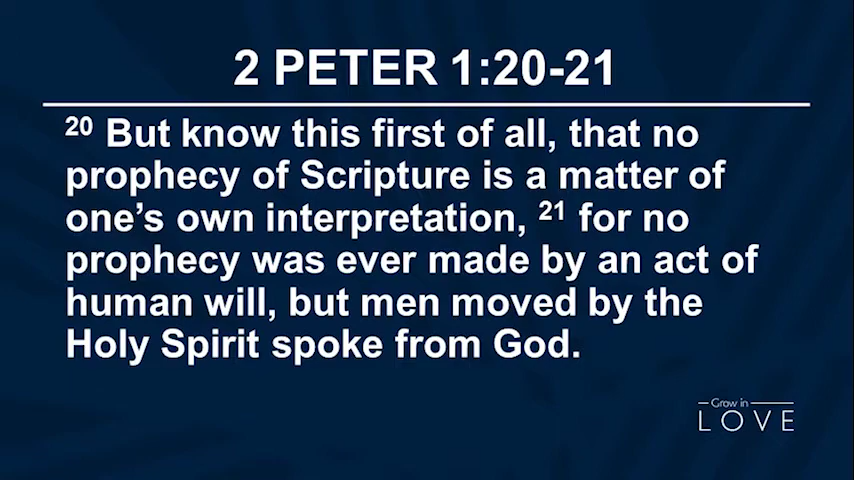 2 PETER 1:20-21
20 But know this first of all, that no
prophecy of Scripture is a matter of
one’s own interpretation, 21 for no
prophecy was ever made by an act of
human will, but men moved by the
Holy Spirit spoke from God.
Grow in
LOVE